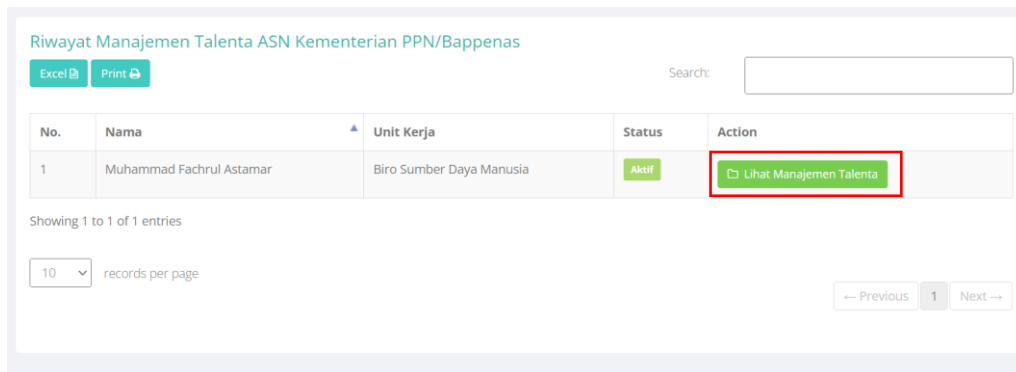 Riwayat Manajemen Talenta ASN Kementerian PPN/Bappenas
Excel Print Search:
No. Nama Unit Kerja Status Action
1 Muhammad Fachrul Astamar Biro Sumber Daya Manusia Aktif Lihat Manajemen Talenta
Showing 1 to 1 of 1 entries
10 records per page
← Previous 1 Next →